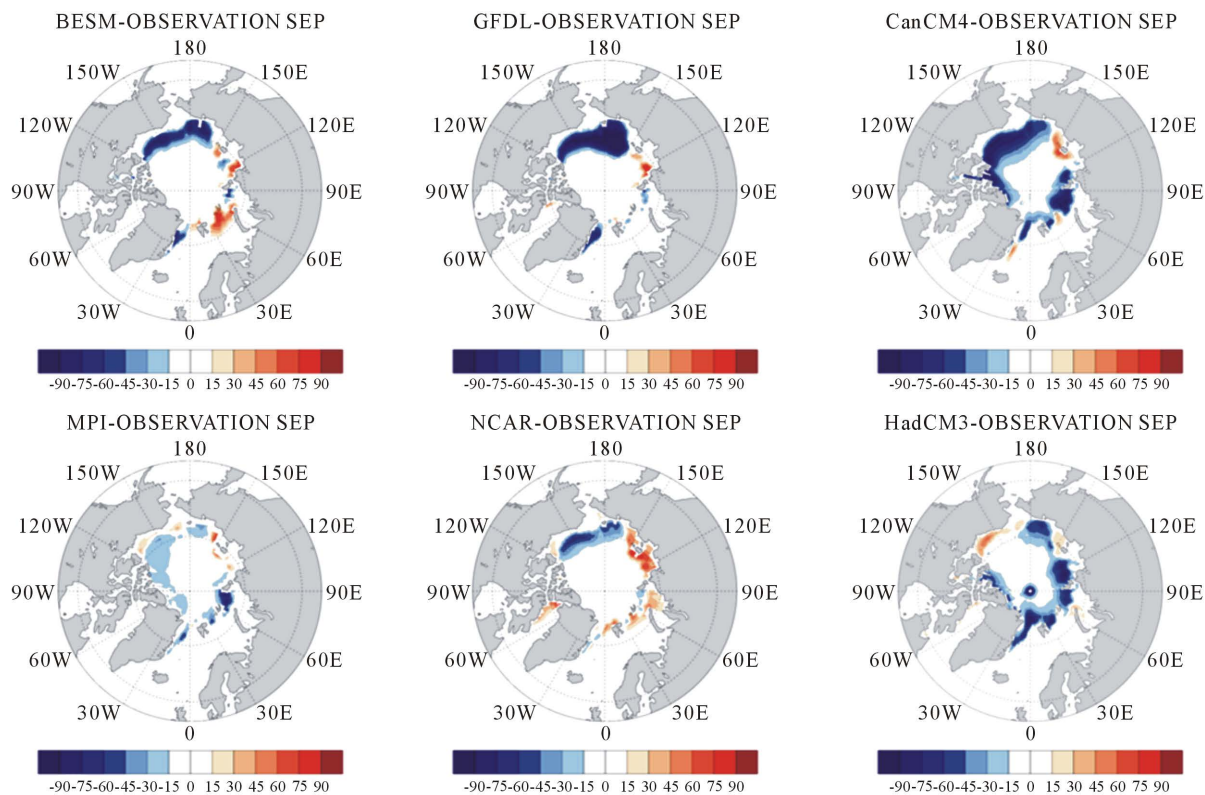 BESM-OBSERVATION SEP
GFDL-OBSERVATION SEP
CanCM4-OBSERVATION SEP
180
150W 150E
120W 120E
90W 90E
60W 60E
30W 30E
0
180
150W 150E
120W 120E
90W 90E
60W 60E
30W 30E
0
180
150W 150E
120W 120E
90W 90E
60W 60E
30W 30E
0
-90-75-60-45-30-15 0 15 30 45 60 75 90
-90-75-60-45-30-15 0 15 30 45 60 75 90
-90-75-60-45-30-15 0 15 30 45 60 75 90
MPI-OBSERVATION SEP
NCAR-OBSERVATION SEP
HadCM3-OBSERVATION SEP
180
150W 150E
120W 120E
90W 90E
60W 60E
30W 30E
0
180
150W 150E
120W 120E
90W 90E
60W 60E
30W 30E
0
180
150W 150E
120W 120E
90W 90E
60W 60E
30W 30E
0
-90-75-60-45-30-15 0 15 30 45 60 75 90
-90-75-60-45-30-15 0 15 30 45 60 75 90
-90-75-60-45-30-15 0 15 30 45 60 75 90